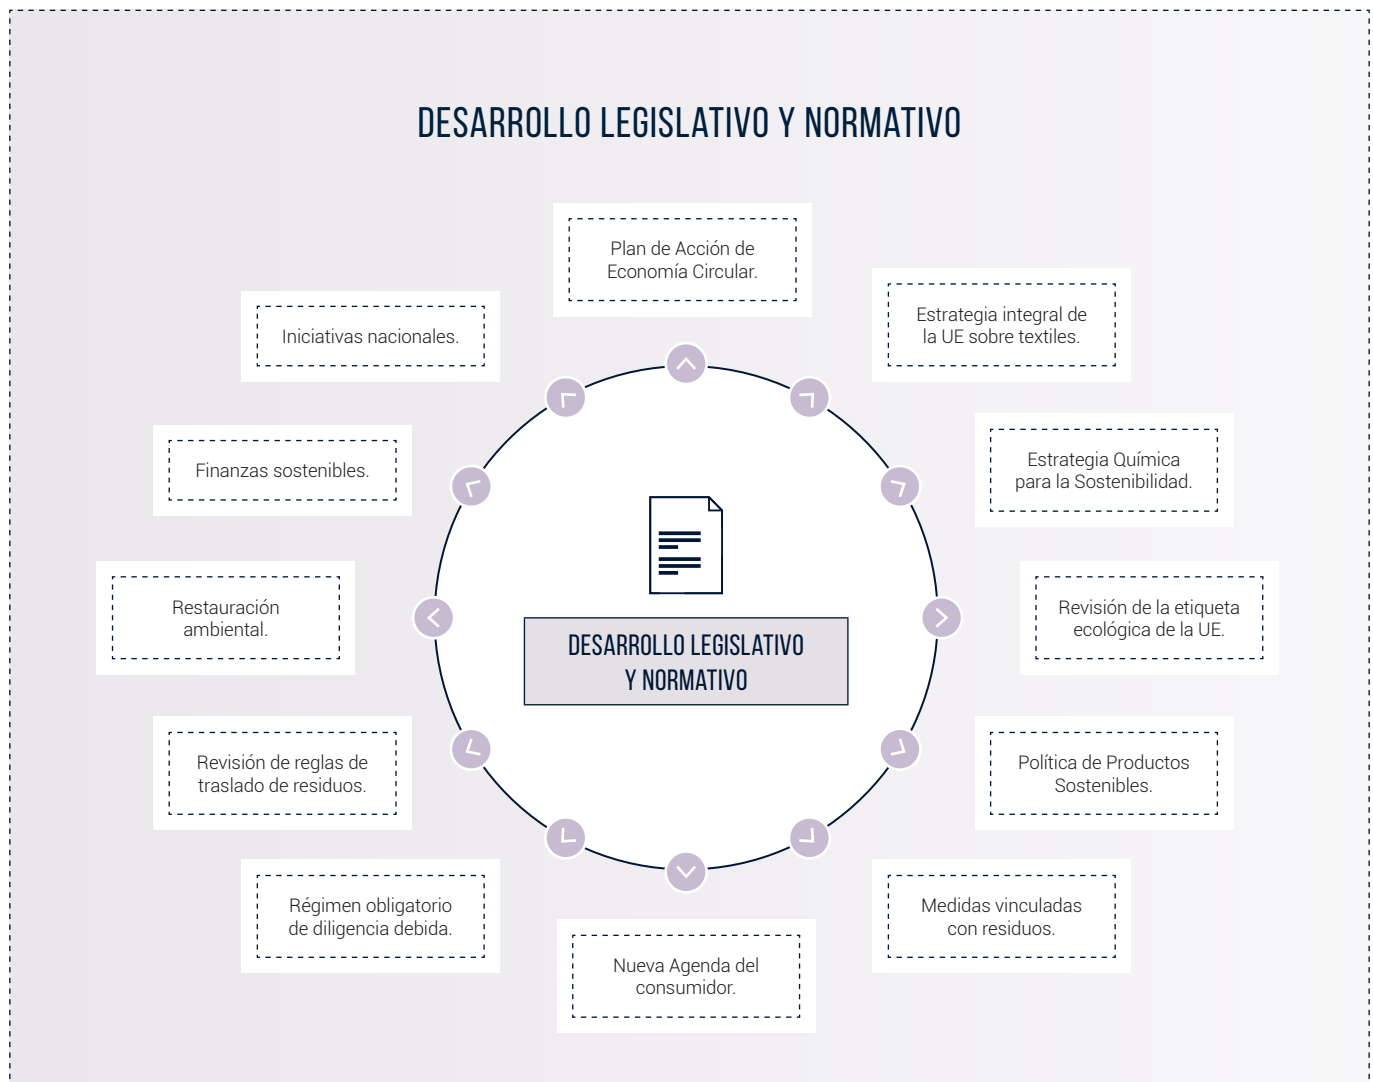 DESARROLLO LEGISLATIVO Y NORMATIVO
Plan de Acción de
Economía Circular.
Estrategia integral de
la UE sobre textiles.
Estrategia Química
para la Sostenibilidad.
Revisión de la etiqueta
ecológica de la UE.
Política de Productos
Sostenibles.
Medidas vinculadas
con residuos.
Nueva Agenda del
consumidor.
Régimen obligatorio
de diligencia debida.
Revisión de reglas de
traslado de residuos.
Restauración
ambiental.
Finanzas sostenibles.
Iniciativas nacionales.
DESARROLLO LEGISLATIVO
Y NORMATIVO